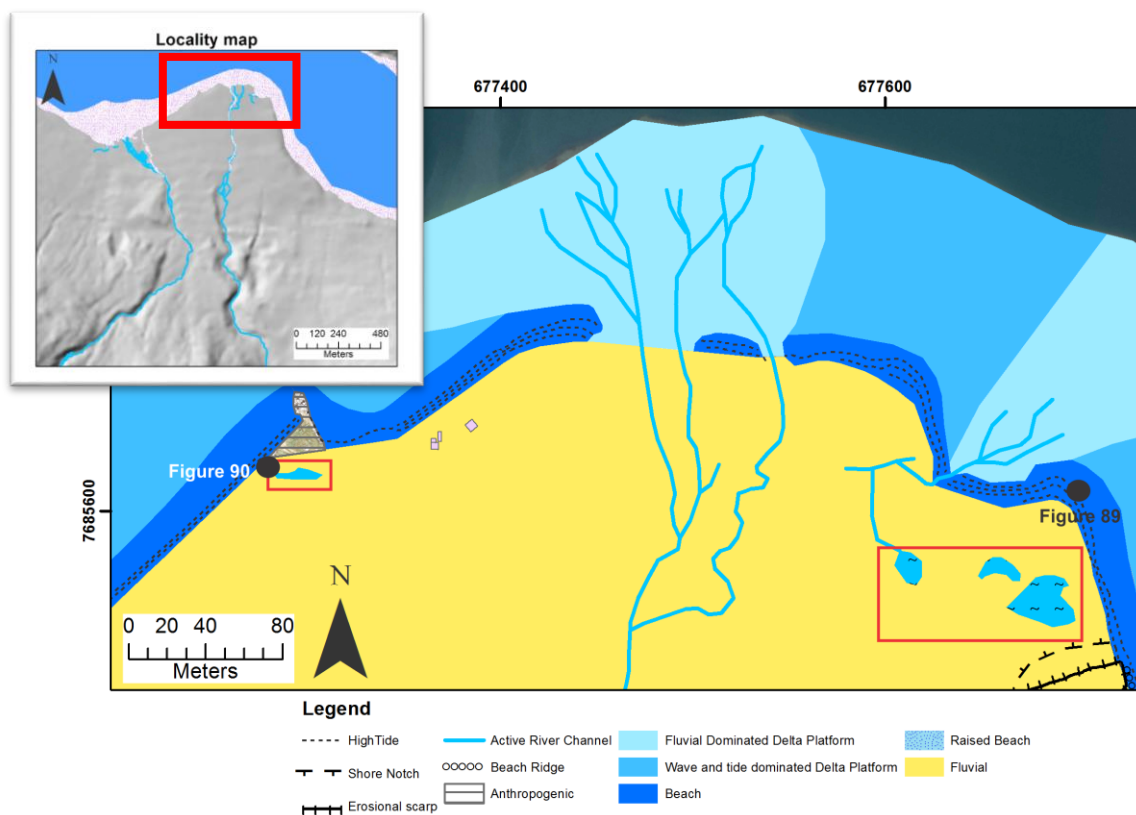 Locality map
N
0 120 240 480
Meters
677400
677600
7685600
Figure 90
Figure 89
0 20 40 80
Meters
N
Legend
HighTide
Active River Channel
Fluvial Dominated Delta Platform
Raised Beach
Shore Notch
Beach Ridge
Wave and tide dominated Delta Platform
Fluvial
Erosional scarp
Anthropogenic
Beach